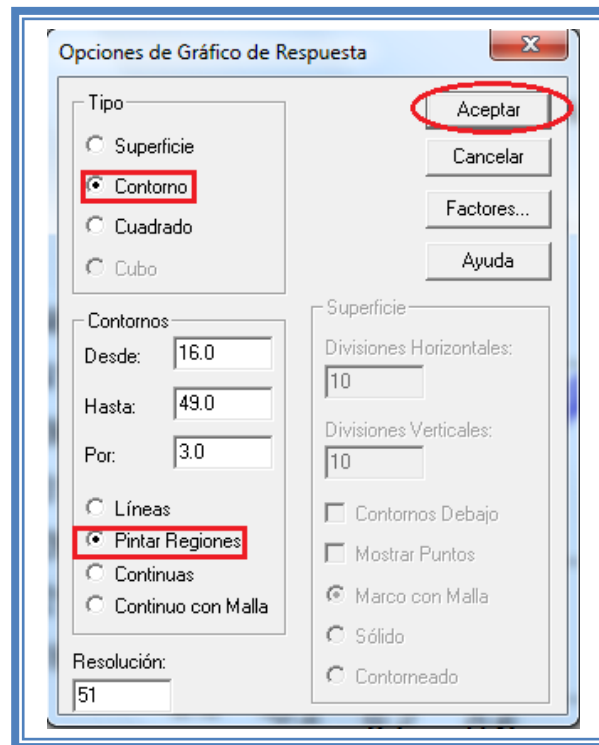 Opciones de Gráfico de Respuesta
Tipo
Superficie
Contorno
Cuadrado
Cubo
Aceptar
Cancelar
Factores...
Ayuda
Contornos
Desde: 16.0
Hasta: 49.0
Por: 3.0
Líneas
Pintar Regiones
Continuas
Continuo con Malla
Resolución:
51
Superficie
Divisiones Horizontales:
10
Divisiones Verticales:
10
Contornos Debajo
Mostrar Puntos
Marco con Malla
Sólido
Contorneado